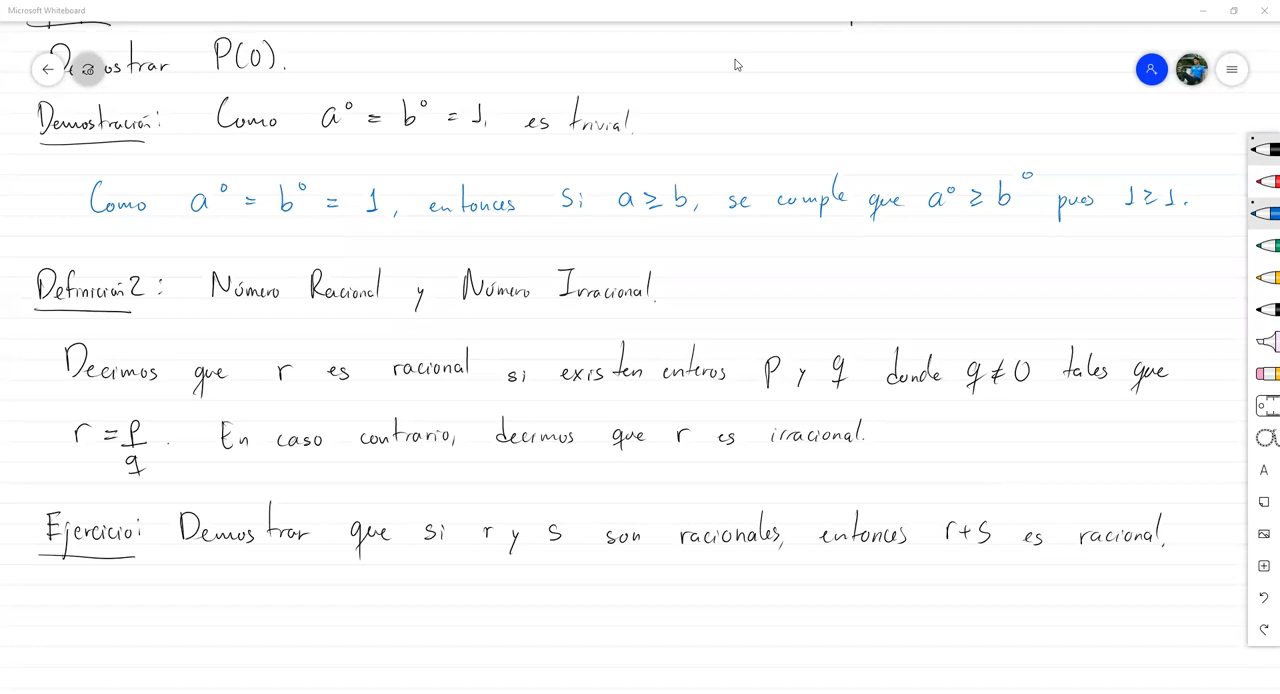 Microsoft Whiteboard
P(0).
Demostración: Como a⁰ = b⁰ = 1, es trivial.
Como a⁰ = b⁰ = 1, entonces si a ≥ b, se cumple que a⁰ ≥ b⁰ pues 1 ≥ 1.
Definición 2: Número Racional y Número Irracional.
Decimos que r es racional si existen enteros p y q donde q ≠ 0 tales que
r = p/q. En caso contrario, decimos que r es irracional.
Ejercicio: Demostrar que si r y s son racionales, entonces r+s es racional.
A